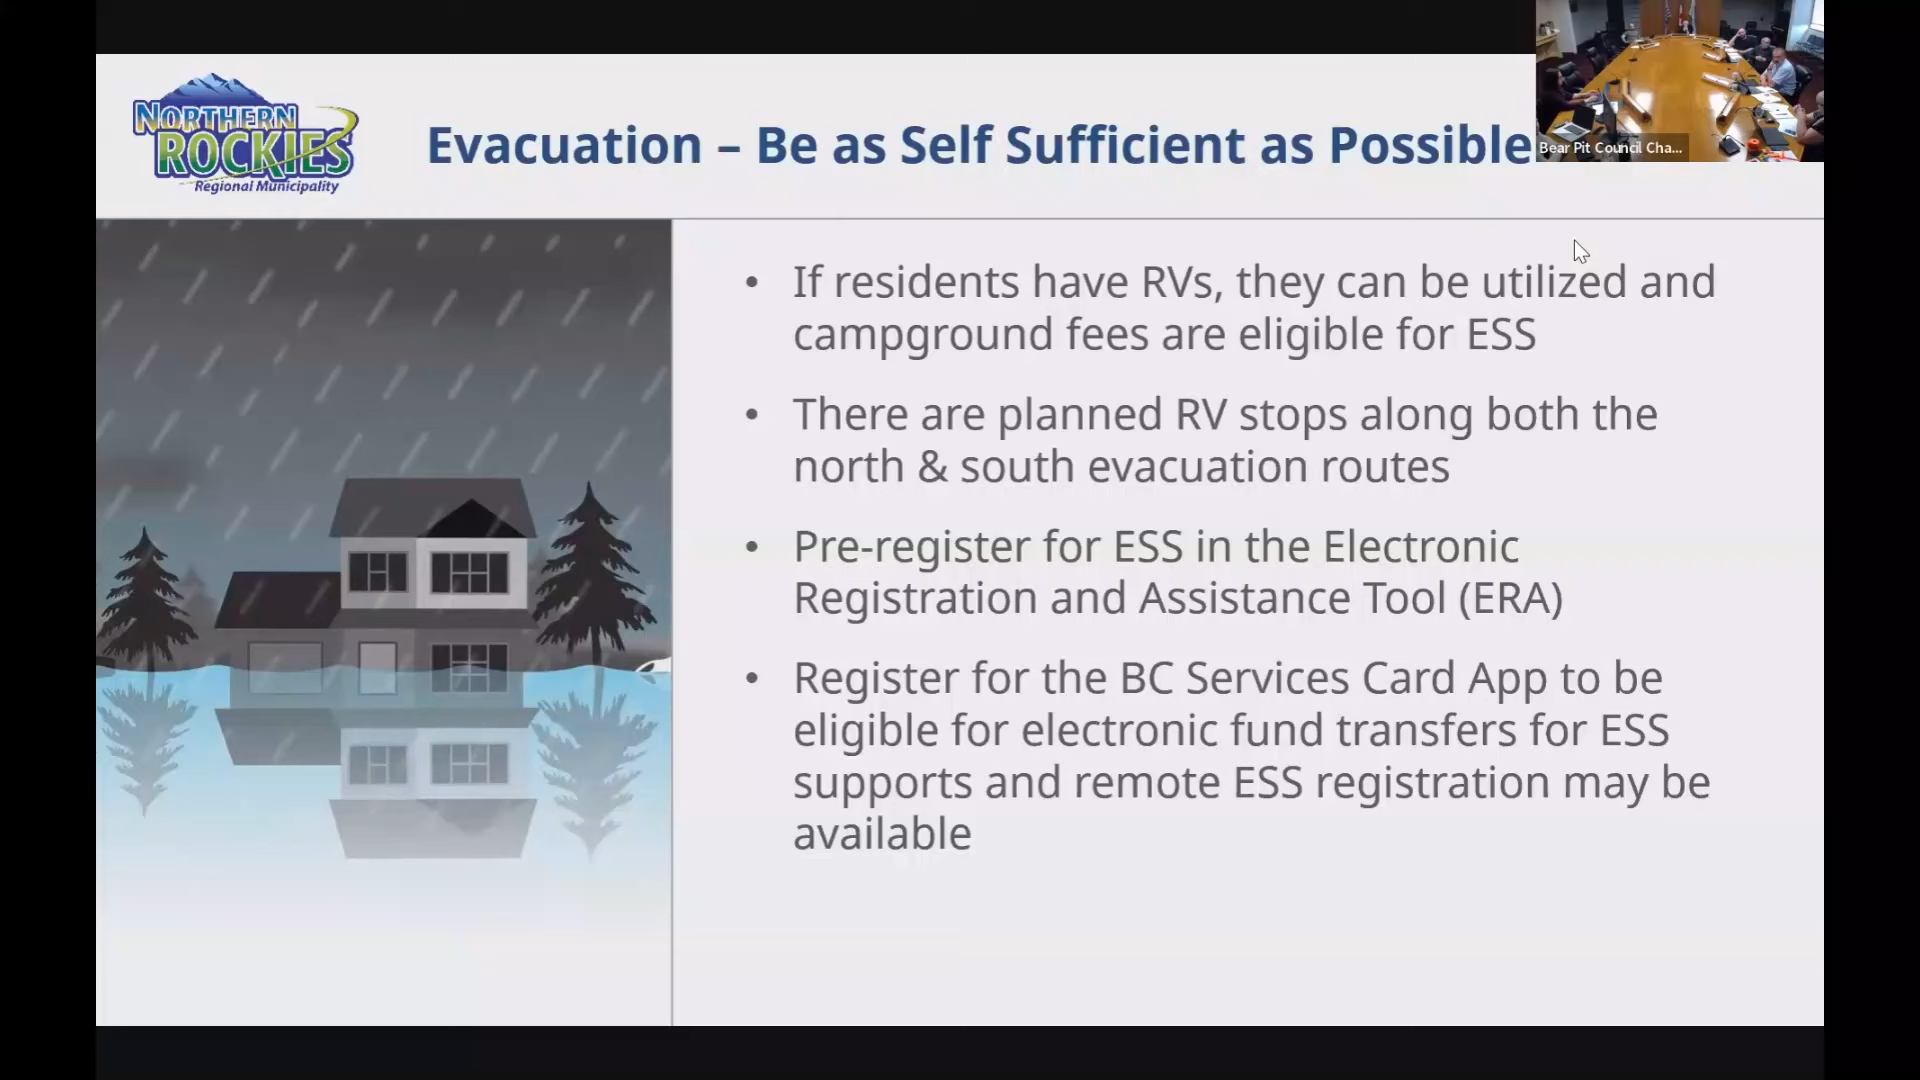 NORTHERN
ROCKIES
Regional Municipality
Evacuation – Be as Self Sufficient as Possible
Bear Pit Council Cha...
• If residents have RVs, they can be utilized and
campground fees are eligible for ESS
• There are planned RV stops along both the
north & south evacuation routes
• Pre-register for ESS in the Electronic
Registration and Assistance Tool (ERA)
• Register for the BC Services Card App to be
eligible for electronic fund transfers for ESS
supports and remote ESS registration may be
available